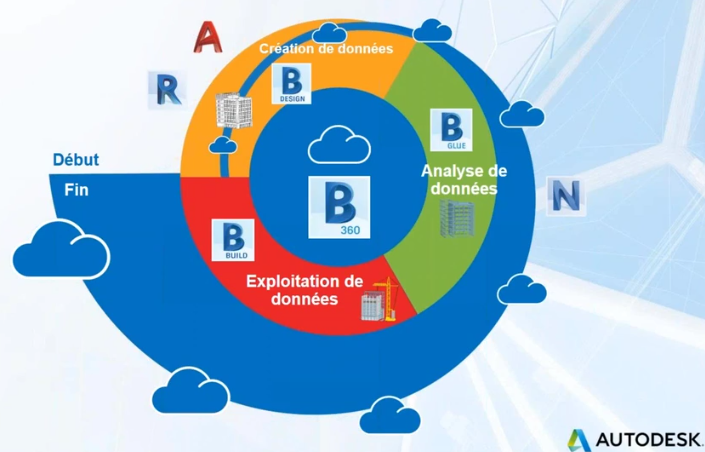 A
Création de données
R
B
DESIGN
B
GLUE
Début
Fin
Analyse de
données
N
B
360
B
BUILD
Exploitation de
données
AUTODESK.